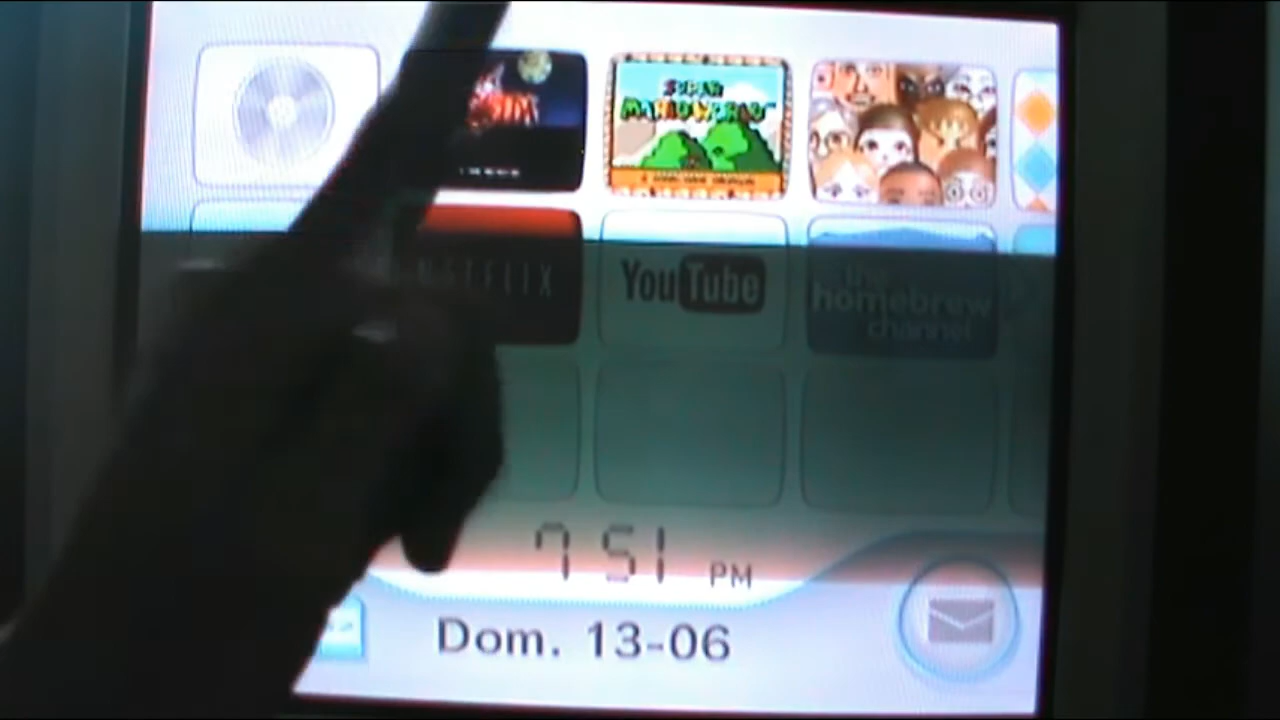 SUPER
MARIO WORLD
NETFLIX
YouTube
the
homebrew
channel
7 51 PM
Dom. 13-06